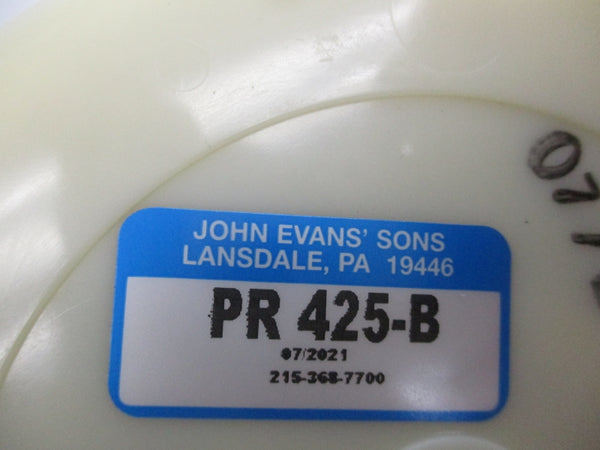 JOHN EVANS' SONS
LANSDALE, PA 19446
PR 425-B
07/2021
215-368-7700